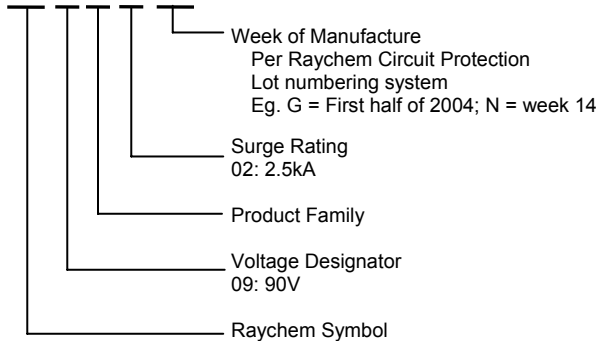 Week of Manufacture
Per Raychem Circuit Protection
Lot numbering system
Eg. G = First half of 2004; N = week 14
Surge Rating
02: 2.5kA
Product Family
Voltage Designator
09: 90V
Raychem Symbol